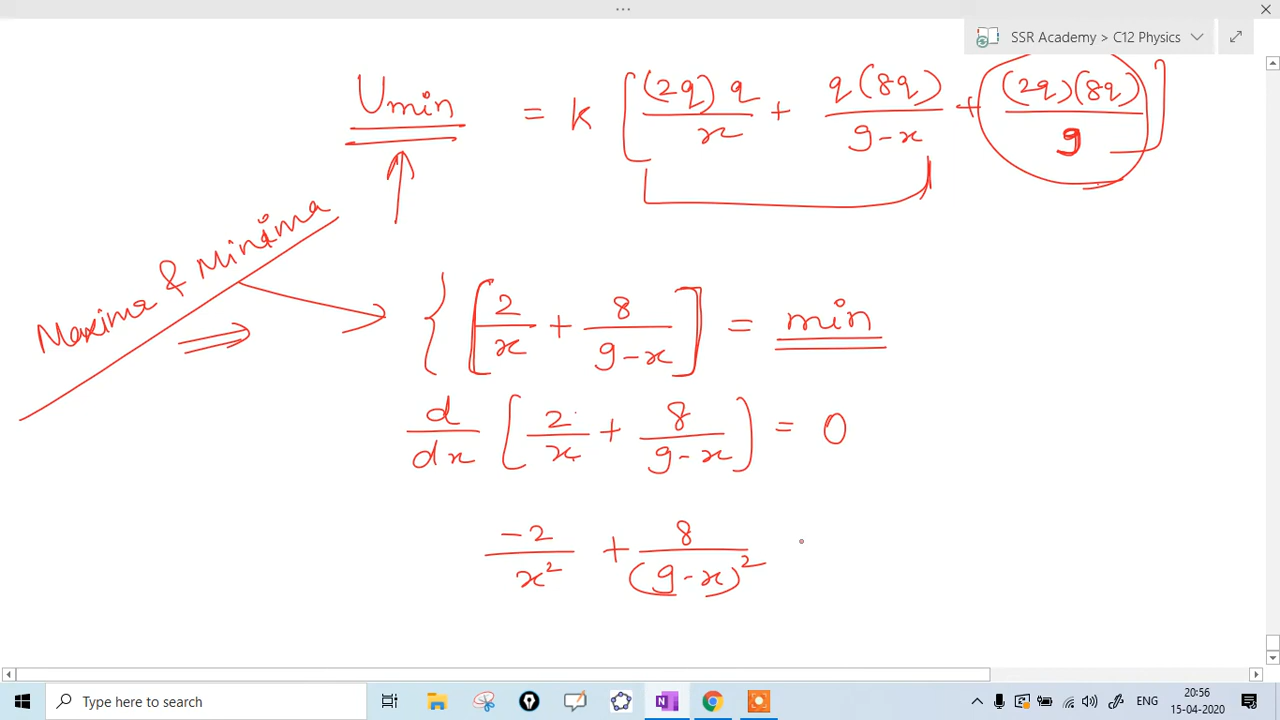 SSR Academy > C12 Physics
Umin = k [ (2q) q / x + q(8q) / 9-x + (2q)(8q) / 9 ]
Maxima & Minima
⇒ { [ 2/x + 8/9-x ] = min
d/dx [ 2/x + 8/9-x ] = 0
-2/x² + 8/(9-x)²
Type here to search
ENG
20:56
15-04-2020